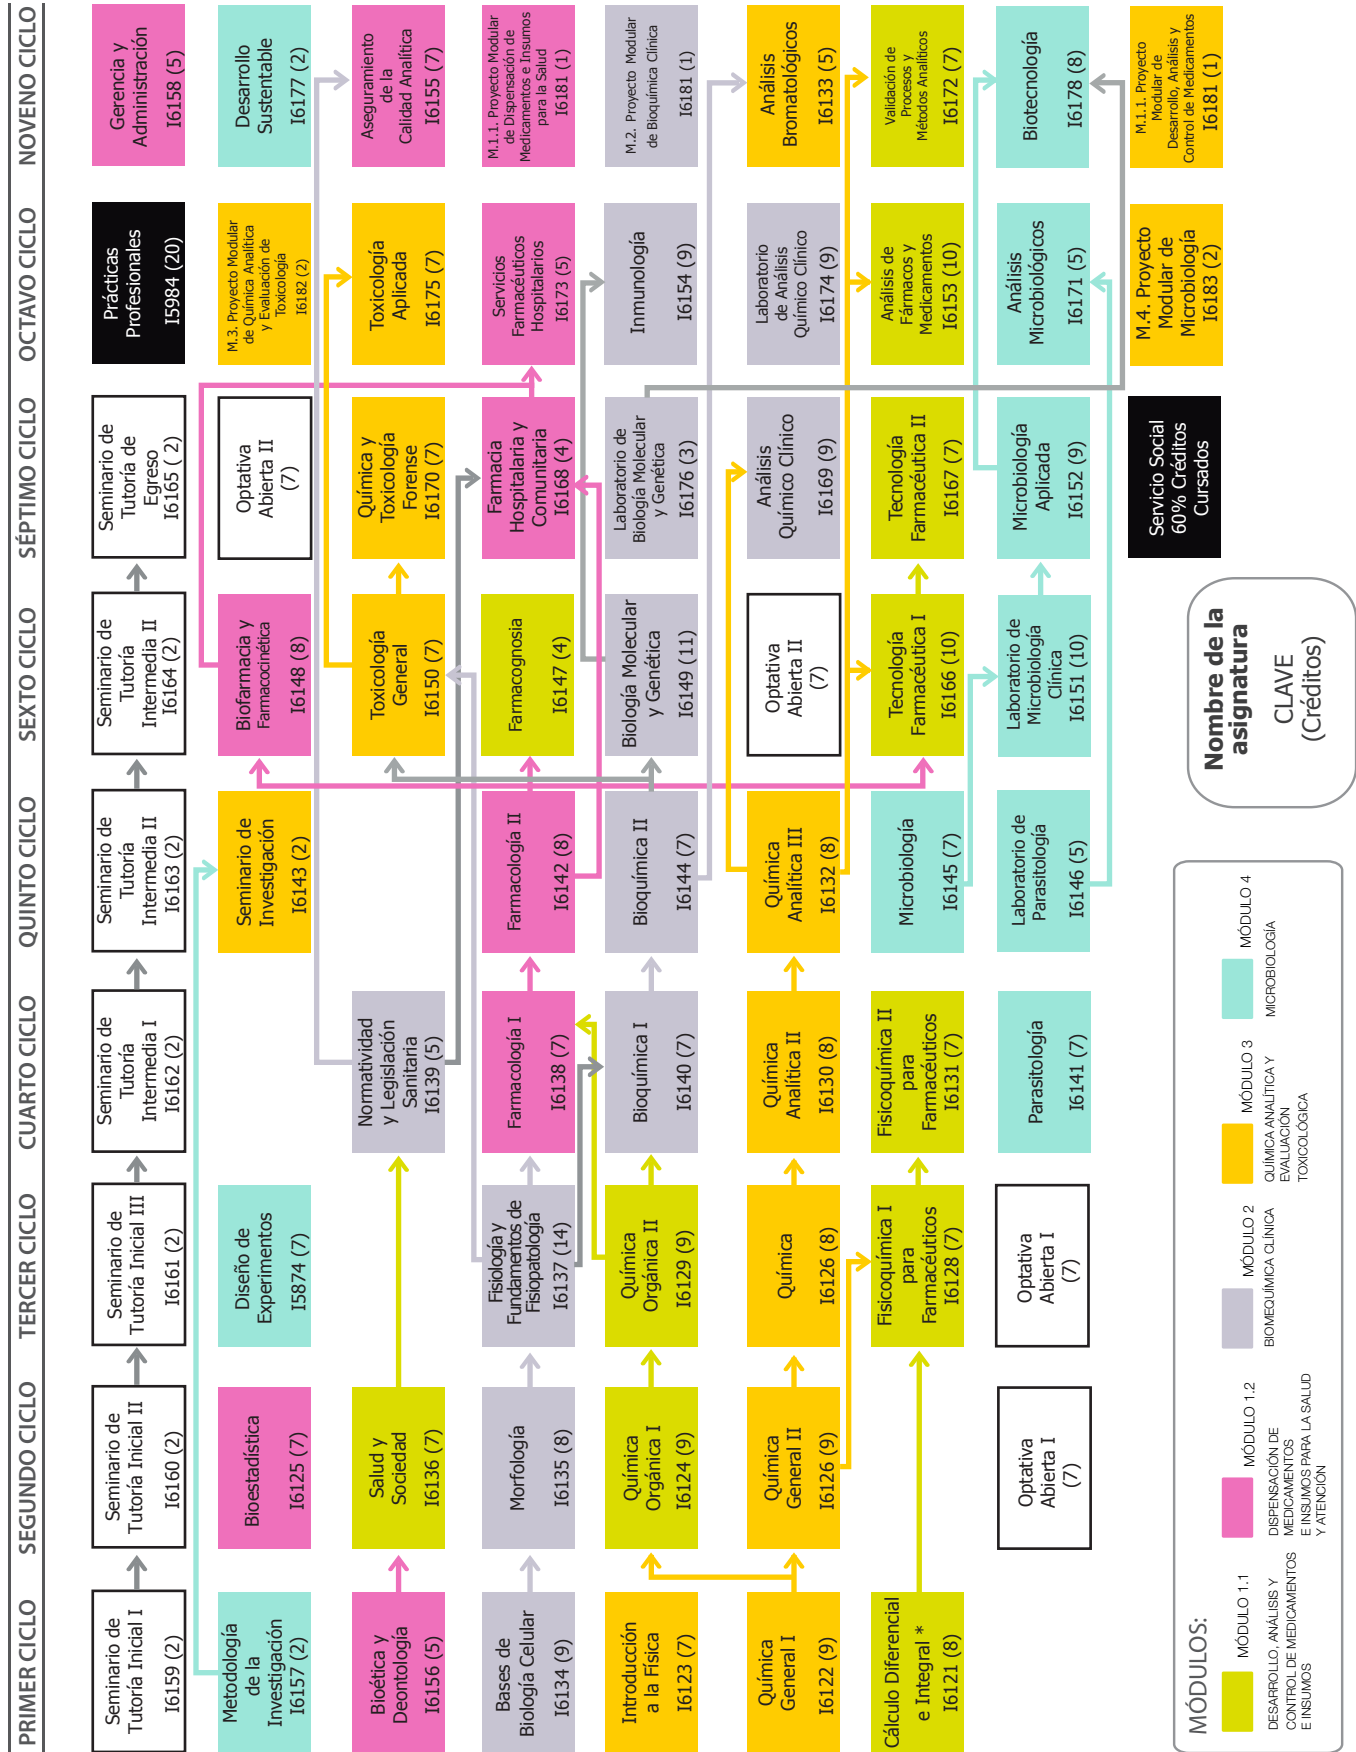 PRIMER CICLO
SEGUNDO CICLO
TERCER CICLO
CUARTO CICLO
QUINTO CICLO
SEXTO CICLO
SÉPTIMO CICLO
OCTAVO CICLO
NOVENO CICLO
Seminario de
Tutoría Inicial I
I6159 (2)
Seminario de
Tutoría Inicial II
I6160 (2)
Seminario de
Tutoría Inicial III
I6161 (2)
Seminario de
Tutoría
Intermedia I
I6162 (2)
Seminario de
Tutoría
Intermedia II
I6163 (2)
Seminario de
Tutoría
Intermedia II
I6164 (2)
Seminario de
Tutoría de
Egreso
I6165 ( 2)
Prácticas
Profesionales
I5984 (20)
Gerencia y
Administración
I6158 (5)
Metodología
de la
Investigación
I6157 (2)
Bioestadística
I6125 (7)
Diseño de
Experimentos
I5874 (7)
Seminario de
Investigación
I6143 (2)
Biofarmacia y
Farmacocinética
I6148 (8)
Optativa
Abierta II
(7)
M.3. Proyecto Modular
de Química Analítica
y Evaluación de
Toxicología
I6182 (2)
Desarrollo
Sustentable
I6177 (2)
Bioética y
Deontología
I6156 (5)
Salud y
Sociedad
I6136 (7)
Normatividad
y Legislación
Sanitaria
I6139 (5)
Toxicología
General
I6150 (7)
Química y
Toxicología
Forense
I6170 (7)
Toxicología
Aplicada
I6175 (7)
Aseguramiento
de la
Calidad Analítica
I6155 (7)
Bases de
Biología Celular
I6134 (9)
Morfología
I6135 (8)
Fisiología y
Fundamentos de
Fisiopatología
I6137 (14)
Farmacología I
I6138 (7)
Farmacología II
I6142 (8)
Farmacognosia
I6147 (4)
Farmacia
Hospitalaria y
Comunitaria
I6168 (4)
Servicios
Farmacéuticos
Hospitalarios
I6173 (5)
M.1.1. Proyecto Modular
de Dispensación de
Medicamentos e Insumos
para la Salud
I6181 (1)
Introducción
a la Física
I6123 (7)
Química
Orgánica I
I6124 (9)
Química
Orgánica II
I6129 (9)
Bioquímica I
I6140 (7)
Bioquímica II
I6144 (7)
Biología Molecular
y Genética
I6149 (11)
Laboratorio de
Biología Molecular
y Genética
I6176 (3)
Inmunología
I6154 (9)
M.2. Proyecto Modular
de Bioquímica Clínica
I6181 (1)
Química
General I
I6122 (9)
Química
General II
I6126 (9)
Química
I6126 (8)
Química
Analítica II
I6130 (8)
Química
Analítica III
I6132 (8)
Optativa
Abierta II
(7)
Análisis
Químico Clínico
I6169 (9)
Laboratorio
de Análisis
Químico Clínico
I6174 (9)
Análisis
Bromatológicos
I6133 (5)
Cálculo Diferencial
e Integral *
I6121 (8)
Fisicoquímica I
para
Farmacéuticos
I6128 (7)
Fisicoquímica II
para
Farmacéuticos
I6131 (7)
Microbiología
I6145 (7)
Tecnología
Farmacéutica I
I6166 (10)
Tecnología
Farmacéutica II
I6167 (7)
Análisis de
Fármacos y
Medicamentos
I6153 (10)
Validación de
Procesos y
Métodos Analíticos
I6172 (7)
Optativa
Abierta I
(7)
Optativa
Abierta I
(7)
Parasitología
I6141 (7)
Laboratorio de
Parasitología
I6146 (5)
Laboratorio de
Microbiología
Clínica
I6151 (10)
Microbiología
Aplicada
I6152 (9)
Análisis
Microbiológicos
I6171 (5)
Biotecnología
I6178 (8)
Servicio Social
60% Créditos
Cursados
M.4. Proyecto
Modular de
Microbiología
I6183 (2)
M.1.1. Proyecto
Modular de
Desarrollo, Análisis y
Control de Medicamentos
I6181 (1)
MÓDULOS:
MÓDULO 1.1
DESARROLLO, ANÁLISIS Y
CONTROL DE MEDICAMENTOS
E INSUMOS
MÓDULO 1.2
DISPENSACIÓN DE
MEDICAMENTOS
E INSUMOS PARA LA SALUD
Y ATENCIÓN
MÓDULO 2
BIOMEQUÍMICA CLÍNICA
MÓDULO 3
QUÍMICA ANALÍTICA Y
EVALUACIÓN
TOXICOLÓGICA
MÓDULO 4
MICROBIOLOGÍA
Nombre de la
asignatura
CLAVE
(Créditos)